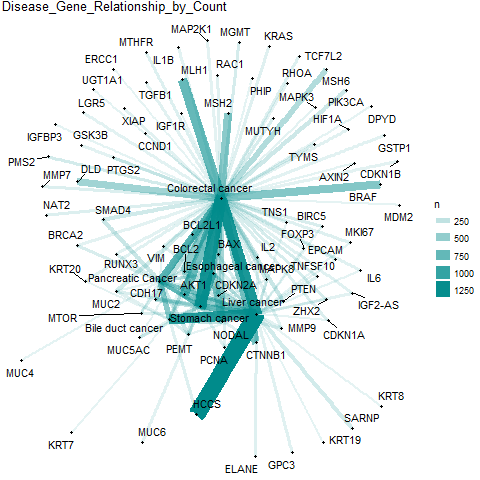 Disease_Gene_Relationship_by_Count
MAP2K1
MGMT
MTHFR
KRAS
IL1B
TCF7L2
ERCC1
MLH1
RAC1
RHOA
UGT1A1
PHIP
MSH6
TGFB1
MAPK3
PIK3CA
LGR5
MSH2
DPYD
XIAP
IGF1R
HIF1A
IGFBP3
MUTYH
GSK3B
CCND1
GSTP1
TYMS
PMS2
PTGS2
DLD
AXIN2
CDKN1B
MMP7
Colorectal cancer
BRAF
NAT2
SMAD4
MDM2
TNS1
BIRC5
BCL2L1
FOXP3
MKI67
BRCA2
BCL2
BAX
IL2
EPCAM
VIM
RUNX3
Esophageal cancer
TNFSF10
KRT20
Pancreatic Cancer
MAPK8
IL6
AKT1
CDKN2A
PTEN
CDH17
MUC2
Liver cancer
IGF2-AS
ZHX2
MTOR
Stomach cancer
Bile duct cancer
MMP9
CDKN1A
NODAL
MUC5AC
PEMT
CTNNB1
PCNA
MUC4
KRT8
HCCS
SARNP
KRT7
MUC6
KRT19
GPC3
ELANE
n
250
500
750
1000
1250